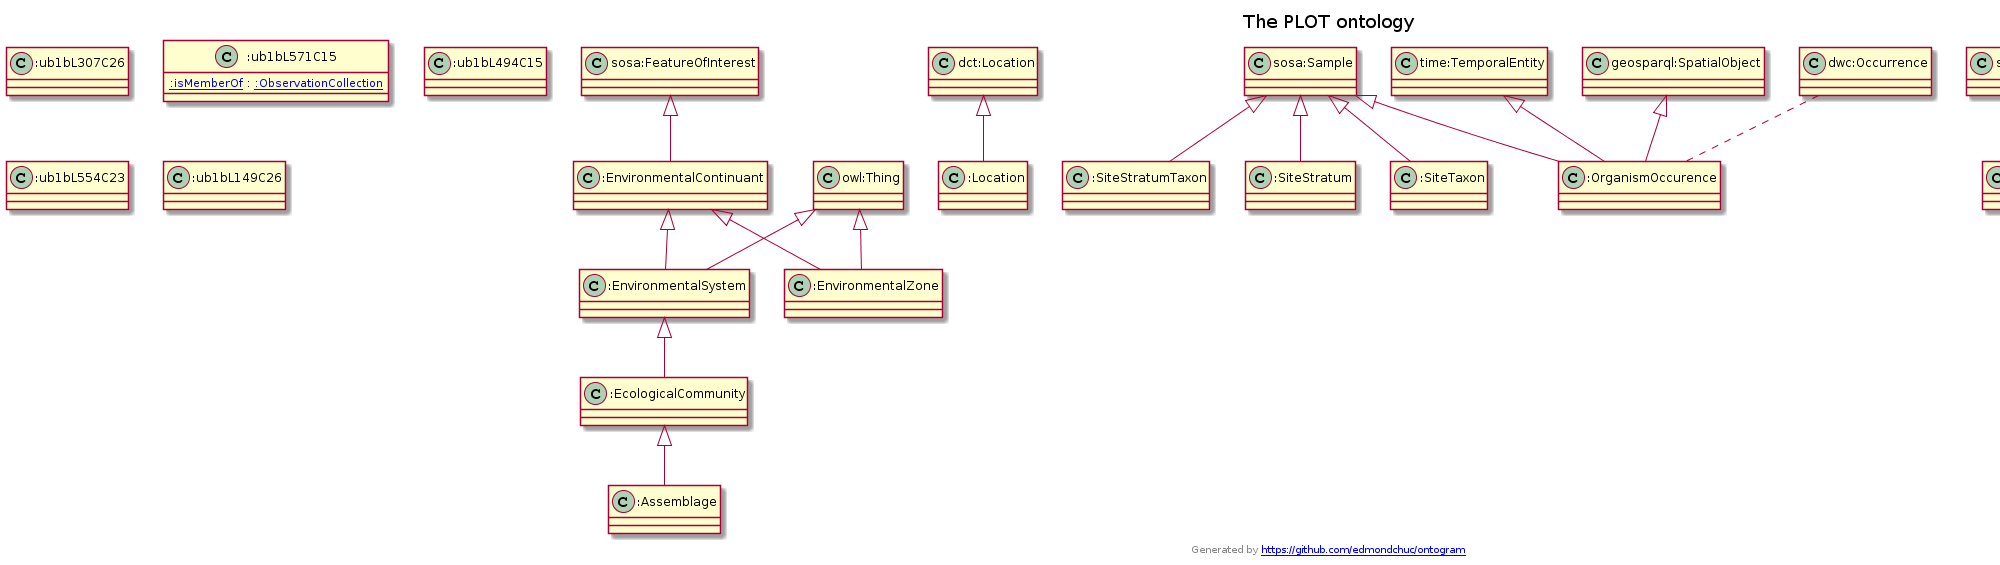 The PLOT ontology
C :ub1bL307C26
C :ub1bL571C15
:isMemberOf : :ObservationCollection
C :ub1bL494C15
C sosa:FeatureOfInterest
C dct:Location
C sosa:Sample
C time:TemporalEntity
C geosparql:SpatialObject
C dwc:Occurrence
C s
C :ub1bL554C23
C :ub1bL149C26
C :EnvironmentalContinuant
C owl:Thing
C :Location
C :SiteStratumTaxon
C :SiteStratum
C :SiteTaxon
C :OrganismOccurence
C :EnvironmentalSystem
C :EnvironmentalZone
C :EcologicalCommunity
C :Assemblage
Generated by https://github.com/edmondchuc/ontogram